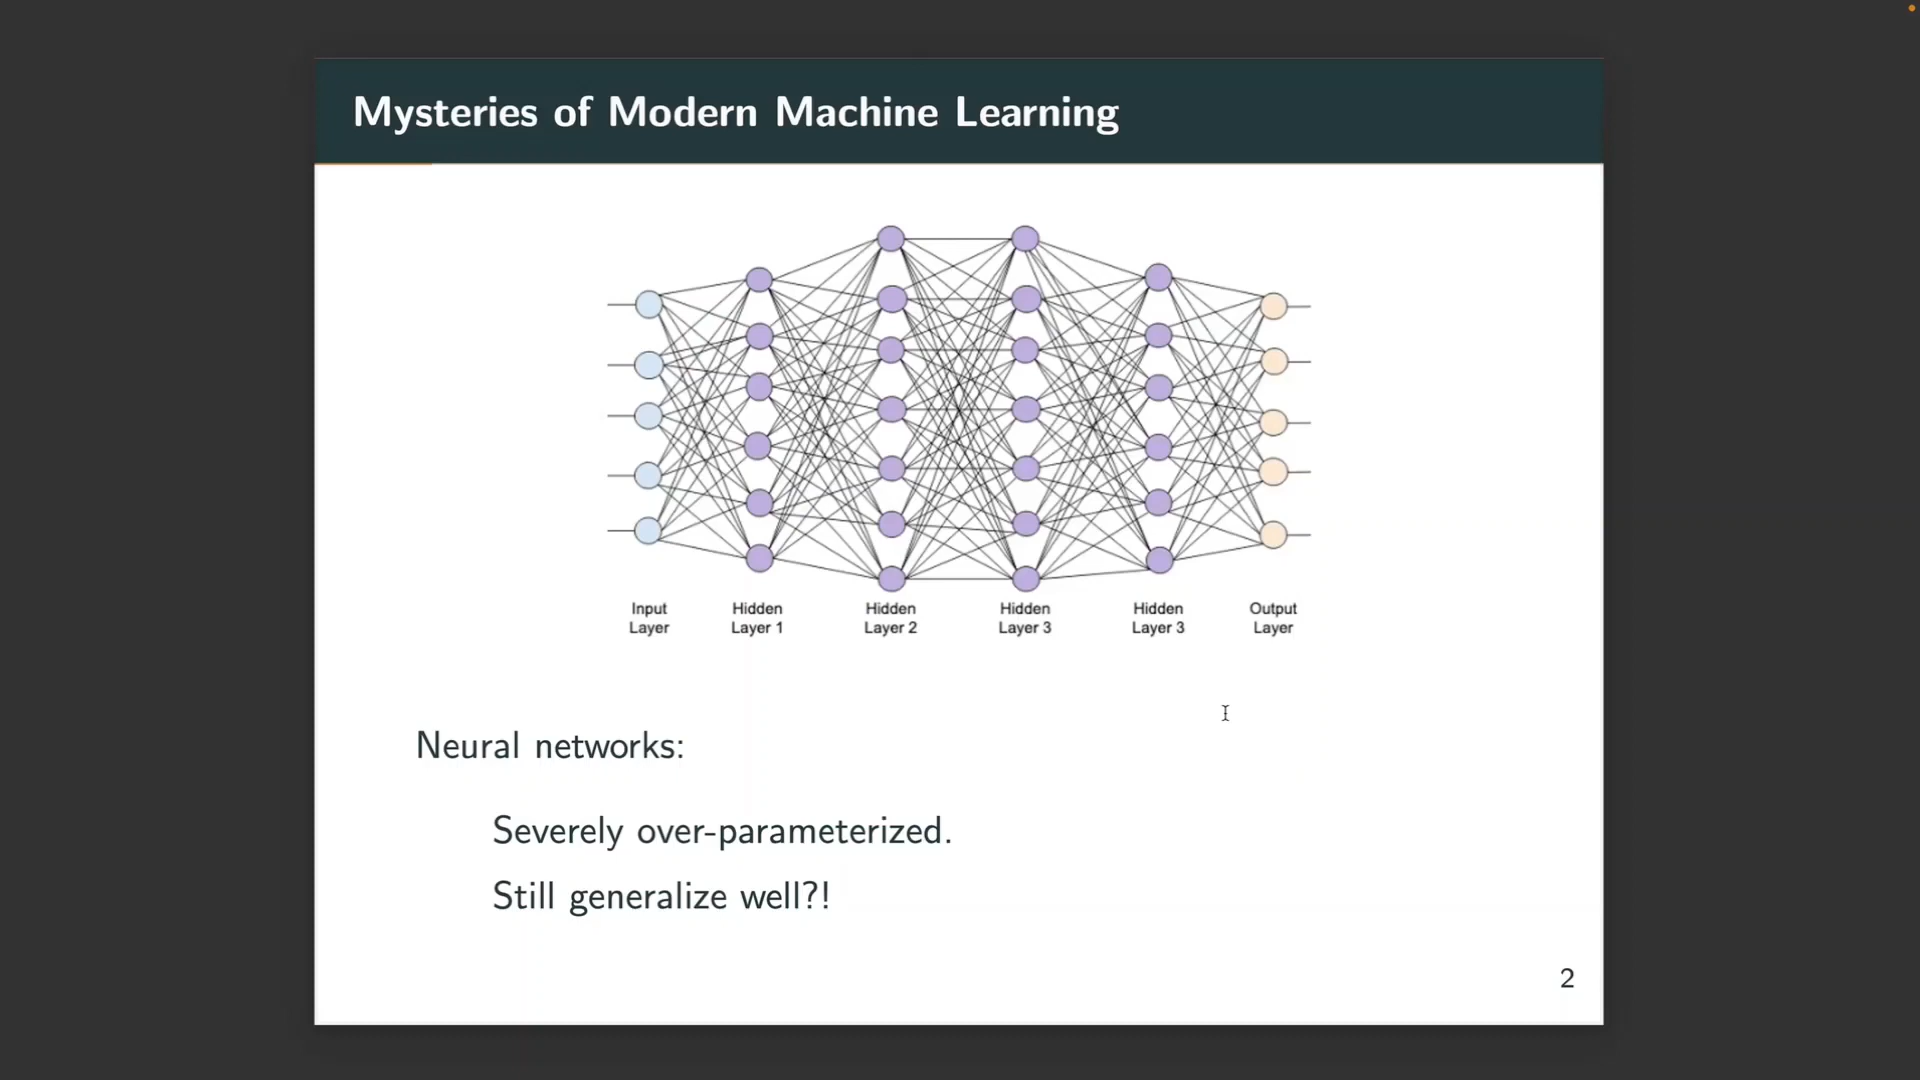 Mysteries of Modern Machine Learning
Input Layer
Hidden Layer 1
Hidden Layer 2
Hidden Layer 3
Hidden Layer 3
Output Layer
Neural networks:
Severely over-parameterized.
Still generalize well?!
2